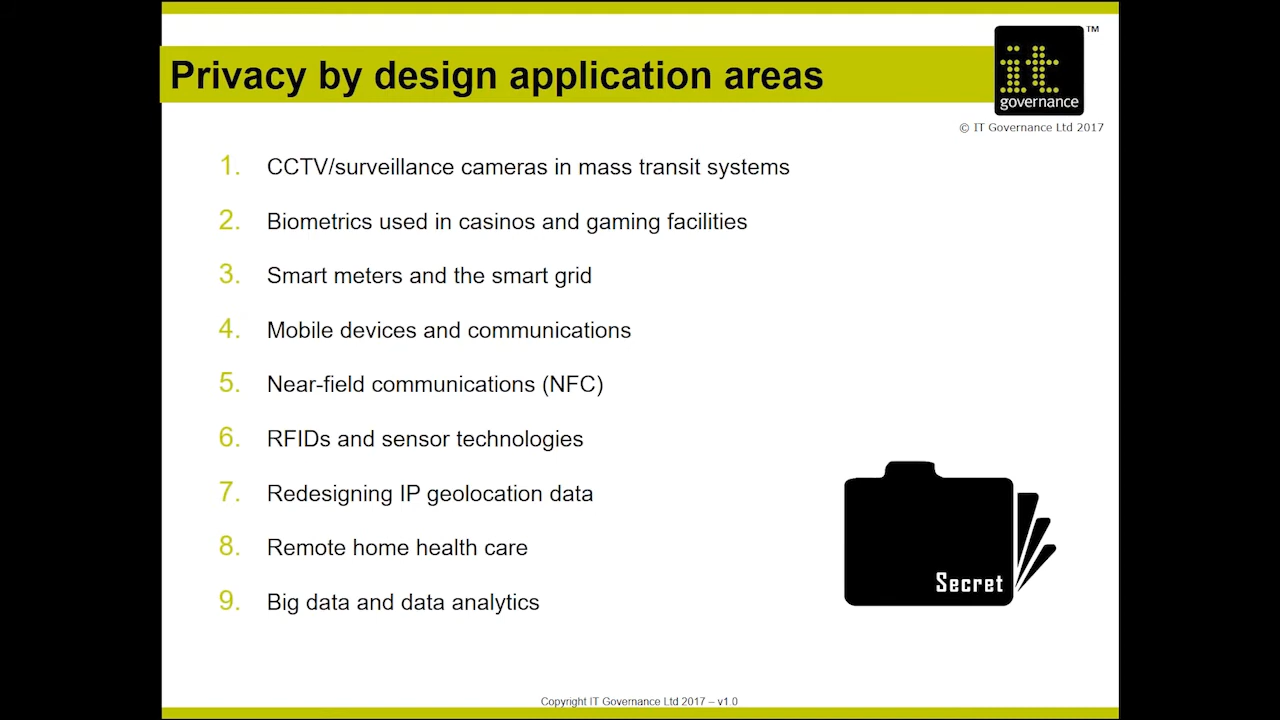 Privacy by design application areas
it
governance
TM
© IT Governance Ltd 2017
1. CCTV/surveillance cameras in mass transit systems
2. Biometrics used in casinos and gaming facilities
3. Smart meters and the smart grid
4. Mobile devices and communications
5. Near-field communications (NFC)
6. RFIDs and sensor technologies
7. Redesigning IP geolocation data
8. Remote home health care
9. Big data and data analytics
Secret
Copyright IT Governance Ltd 2017 – v1.0